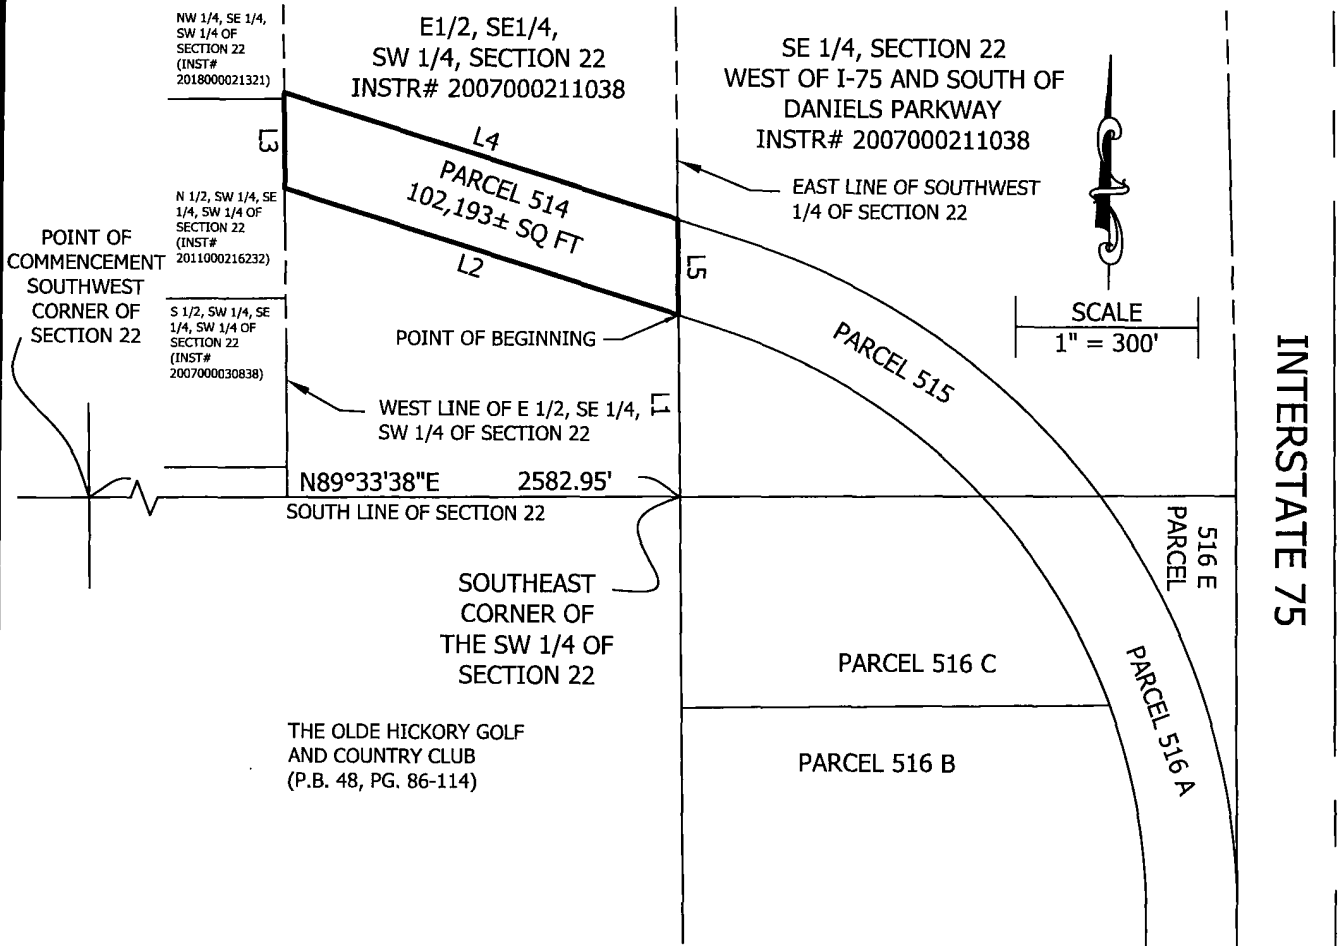 NW 1/4, SE 1/4,
SW 1/4 OF
SECTION 22
(INST#
2018000021321)
E1/2, SE1/4,
SW 1/4, SECTION 22
INSTR# 2007000211038
SE 1/4, SECTION 22
WEST OF I-75 AND SOUTH OF
DANIELS PARKWAY
INSTR# 2007000211038
L3
L4
PARCEL 514
102,193± SQ FT
L2
L5
EAST LINE OF SOUTHWEST
1/4 OF SECTION 22
N 1/2, SW 1/4, SE
1/4, SW 1/4 OF
SECTION 22
(INST#
2011000216232)
POINT OF
COMMENCEMENT
SOUTHWEST
CORNER OF
SECTION 22
S 1/2, SW 1/4, SE
1/4, SW 1/4 OF
SECTION 22
(INST#
2007000030838)
POINT OF BEGINNING
SCALE
1" = 300'
PARCEL 515
L1
WEST LINE OF E 1/2, SE 1/4,
SW 1/4 OF SECTION 22
INTERSTATE 75
N89°33'38"E 2582.95'
SOUTH LINE OF SECTION 22
516 E
PARCEL
SOUTHEAST
CORNER OF
THE SW 1/4 OF
SECTION 22
PARCEL 516 C
PARCEL 516 A
THE OLDE HICKORY GOLF
AND COUNTRY CLUB
(P.B. 48, PG. 86-114)
PARCEL 516 B